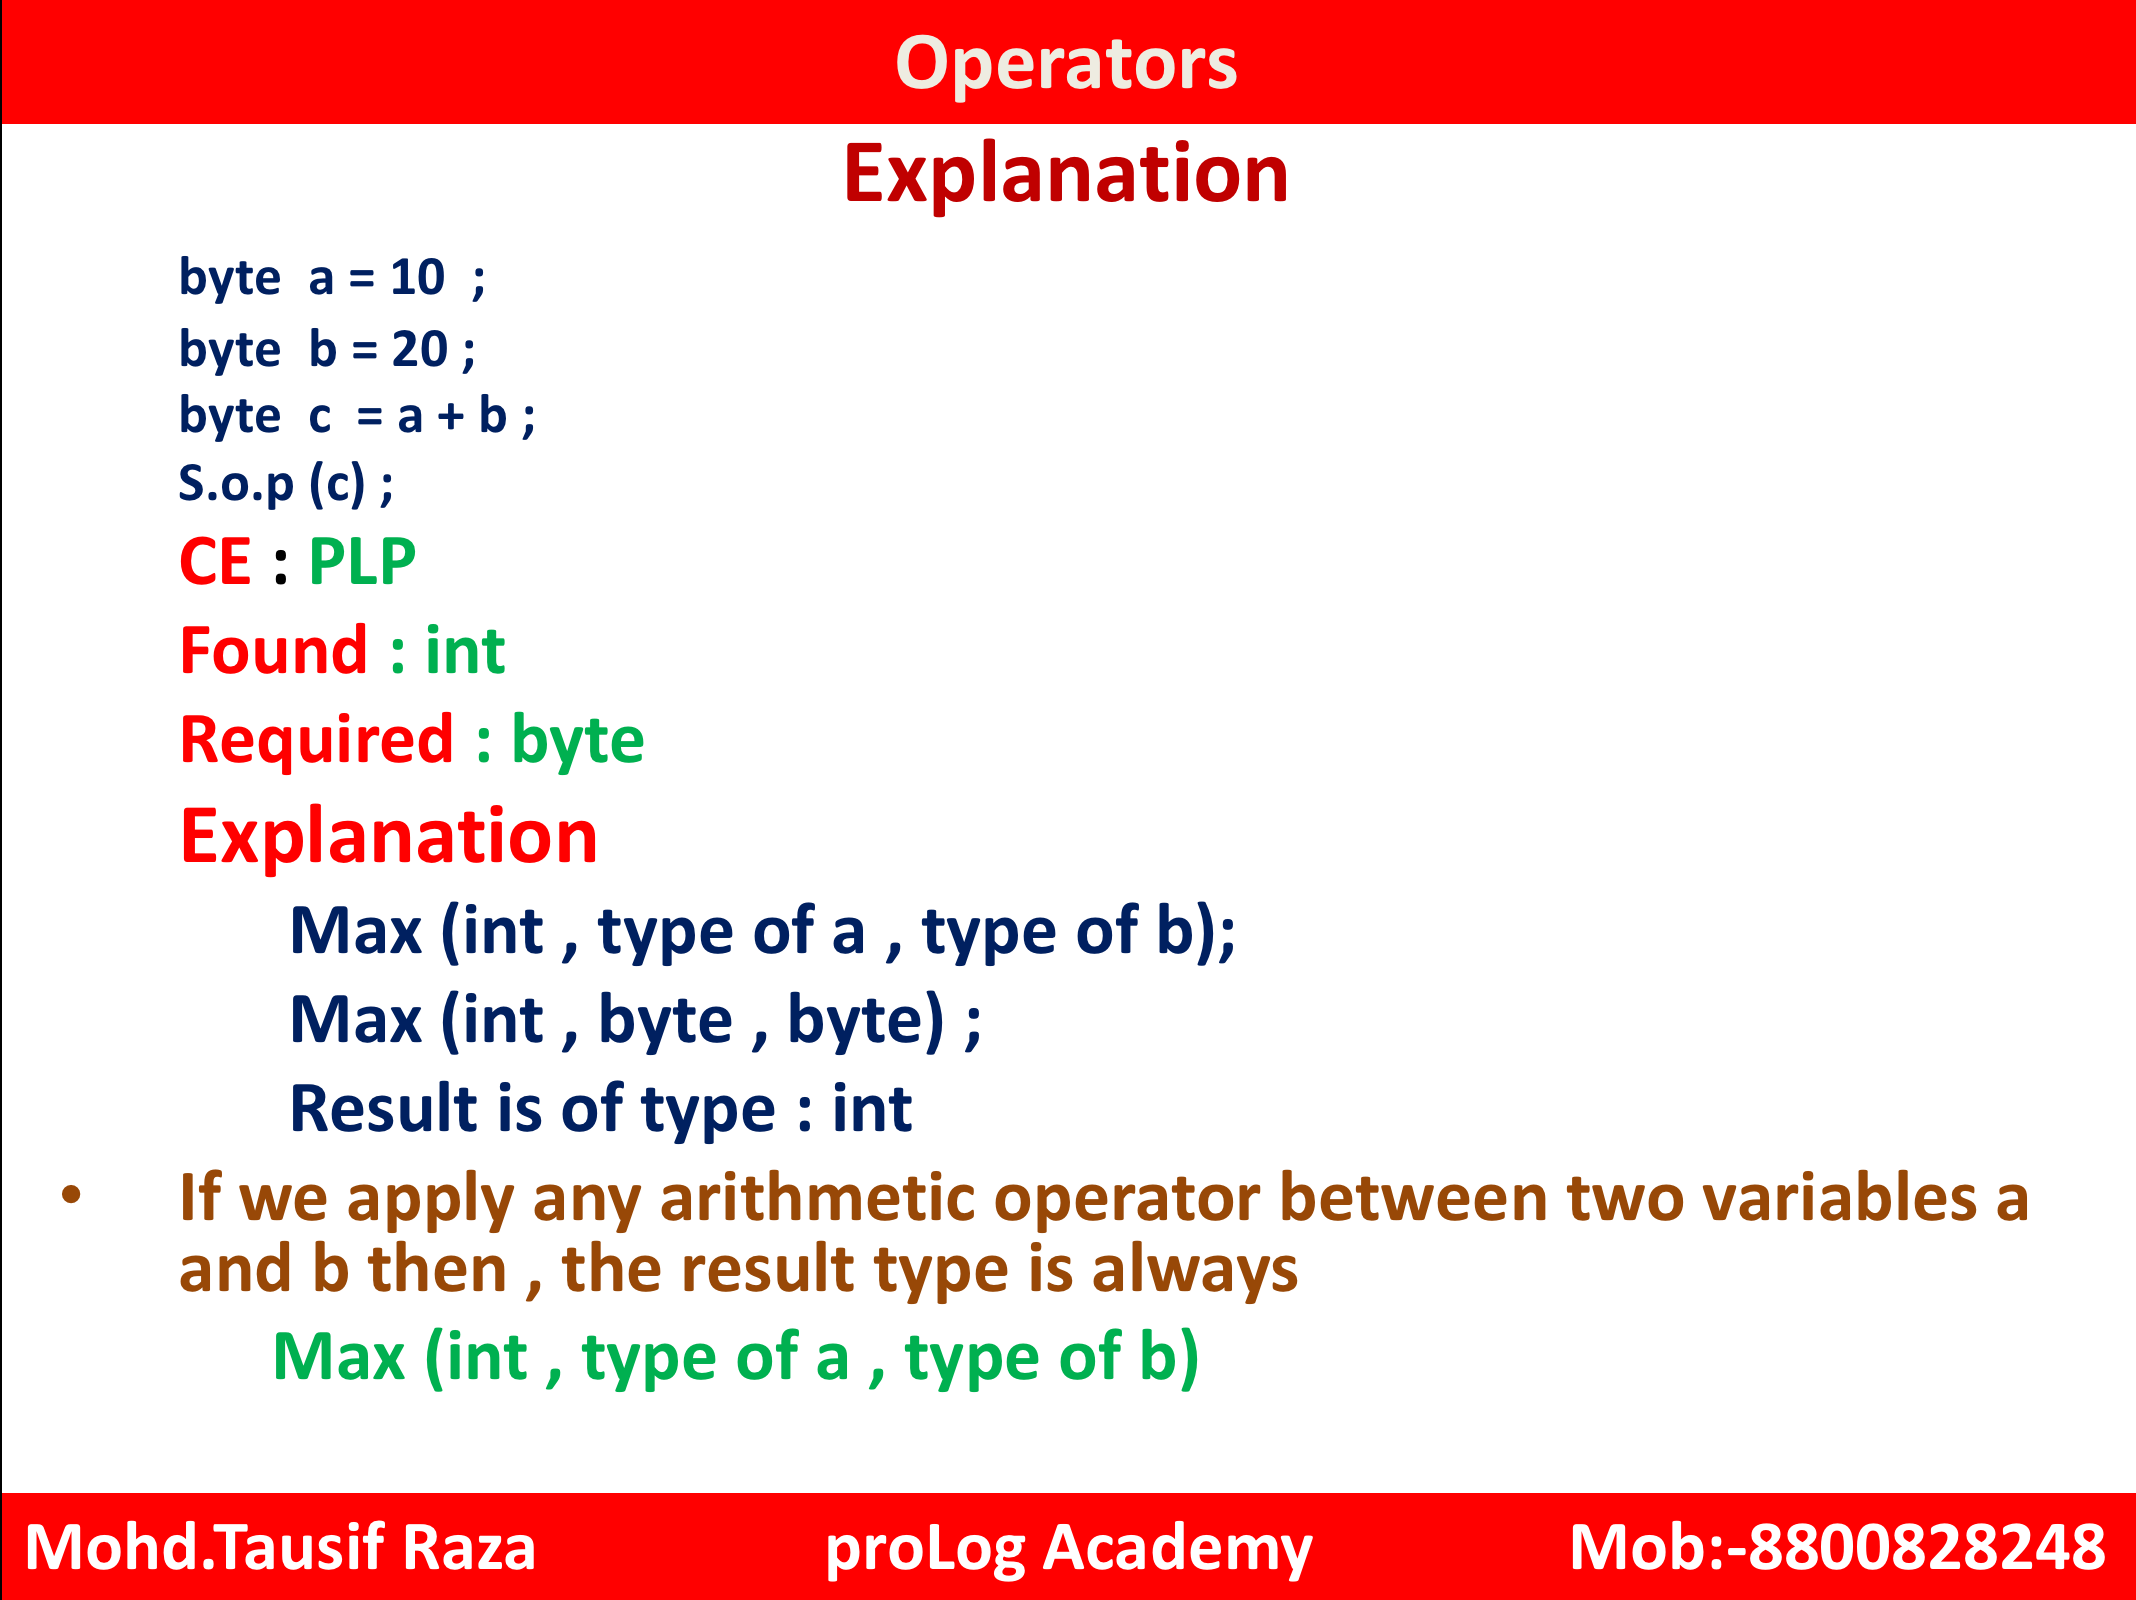 Operators
Explanation
byte  a = 10  ;
byte  b = 20 ;
byte  c  = a + b ;
S.o.p (c) ;
CE : PLP
Found : int
Required : byte
Explanation
Max (int , type of a , type of b);
Max (int , byte , byte) ;
Result is of type : int
• If we apply any arithmetic operator between two variables a
and b then , the result type is always
Max (int , type of a , type of b)
Mohd.Tausif Raza proLog Academy Mob:-8800828248